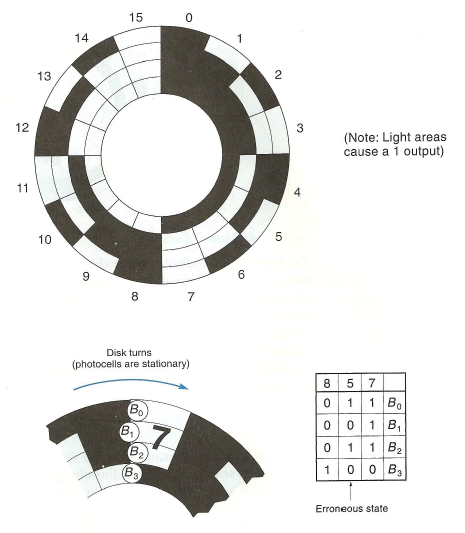 15 0
14 1
13 2
12 3
11 4
10 5
9 6
8 7
(Note: Light areas
cause a 1 output)
Disk turns
(photocells are stationary)
B0
B1
7
B2
B3
8 5 7
0 1 1 B0
0 0 1 B1
0 1 1 B2
1 0 0 B3
Erroneous state